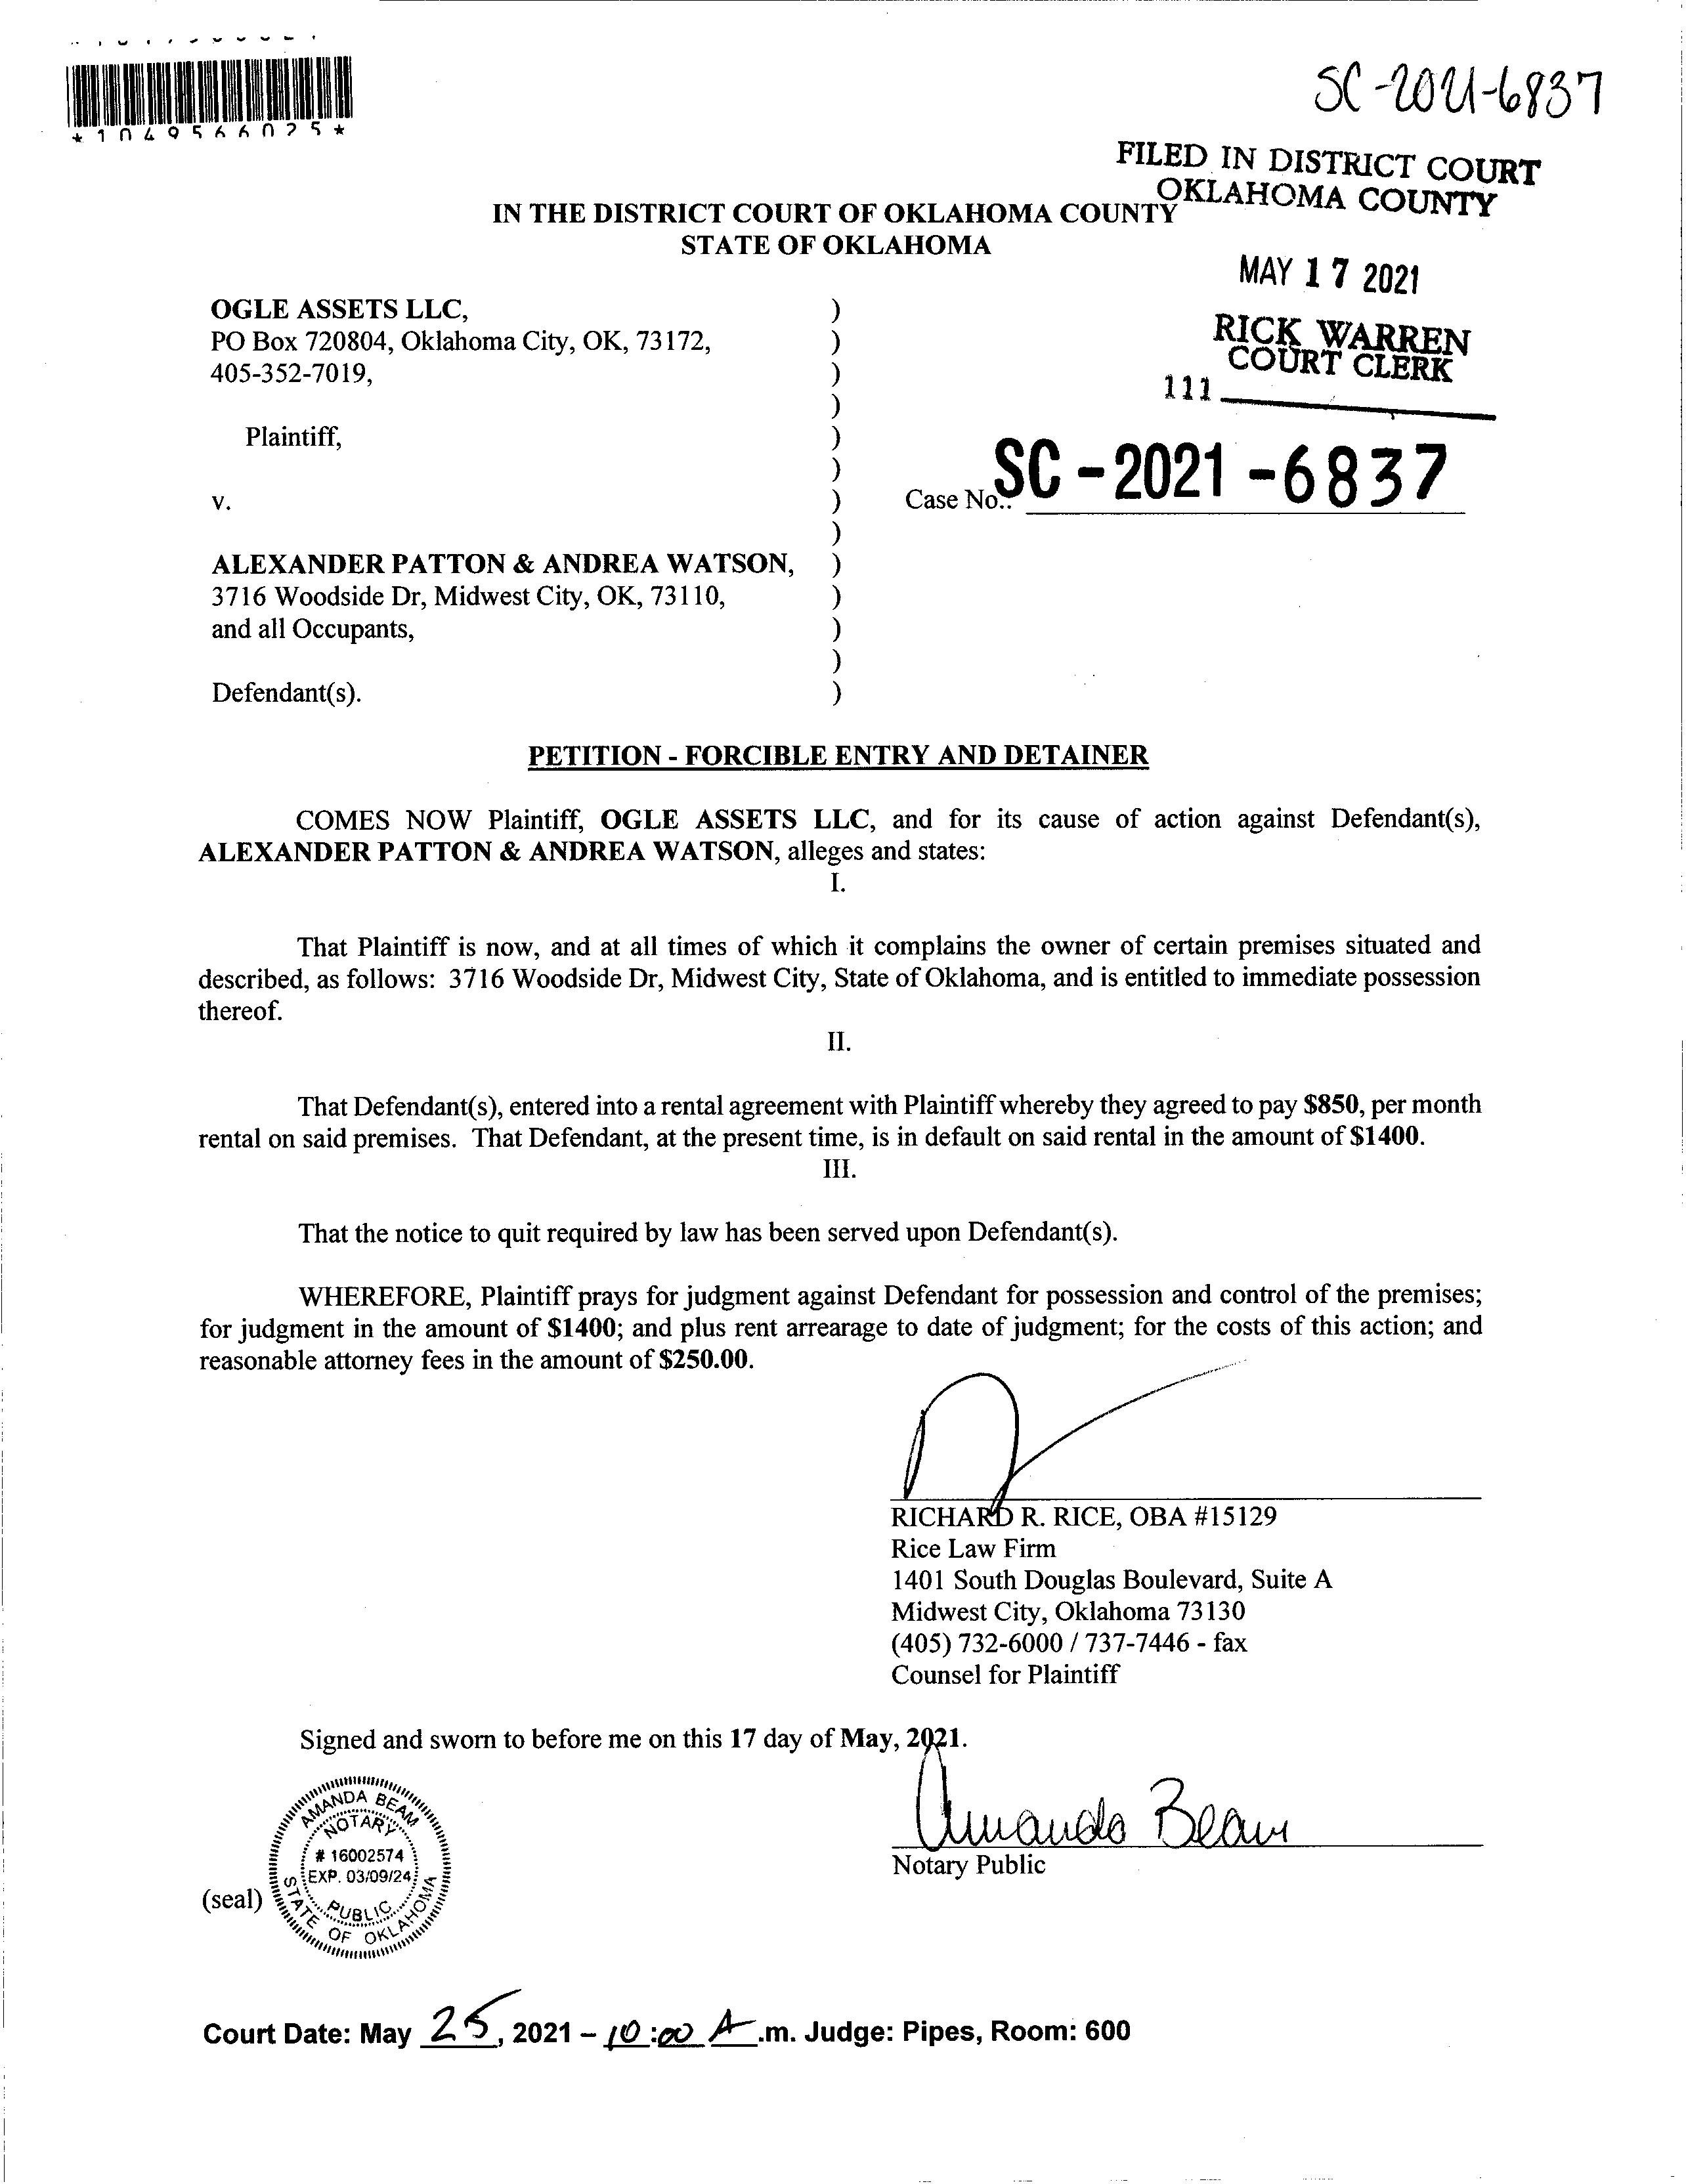 *1049566025*
SC-2021-6837
FILED IN DISTRICT COURT
OKLAHOMA COUNTY
IN THE DISTRICT COURT OF OKLAHOMA COUNTY
STATE OF OKLAHOMA
MAY 17 2021
RICK WARREN
COURT CLERK
111
OGLE ASSETS LLC, )
PO Box 720804, Oklahoma City, OK, 73172, )
405-352-7019, )
)
Plaintiff, )
)
v. )
Case No.: SC-2021-6837
)
ALEXANDER PATTON & ANDREA WATSON, )
3716 Woodside Dr, Midwest City, OK, 73110, )
and all Occupants, )
)
Defendant(s). )
PETITION - FORCIBLE ENTRY AND DETAINER
COMES NOW Plaintiff, OGLE ASSETS LLC, and for its cause of action against Defendant(s),
ALEXANDER PATTON & ANDREA WATSON, alleges and states:
I.
That Plaintiff is now, and at all times of which it complains the owner of certain premises situated and
described, as follows: 3716 Woodside Dr, Midwest City, State of Oklahoma, and is entitled to immediate possession
thereof.
II.
That Defendant(s), entered into a rental agreement with Plaintiff whereby they agreed to pay $850, per month
rental on said premises. That Defendant, at the present time, is in default on said rental in the amount of $1400.
III.
That the notice to quit required by law has been served upon Defendant(s).
WHEREFORE, Plaintiff prays for judgment against Defendant for possession and control of the premises;
for judgment in the amount of $1400; and plus rent arrearage to date of judgment; for the costs of this action; and
reasonable attorney fees in the amount of $250.00.
RICHARD R. RICE, OBA #15129
Rice Law Firm
1401 South Douglas Boulevard, Suite A
Midwest City, Oklahoma 73130
(405) 732-6000 / 737-7446 - fax
Counsel for Plaintiff
Signed and sworn to before me on this 17 day of May, 2021.
Amanda Beam
Notary Public
(seal)
AMANDA BEAM
NOTARY
# 16002574
EXP. 03/09/24
PUBLIC
STATE OF OKLAHOMA
Court Date: May 25, 2021 – 10:00 A.m. Judge: Pipes, Room: 600